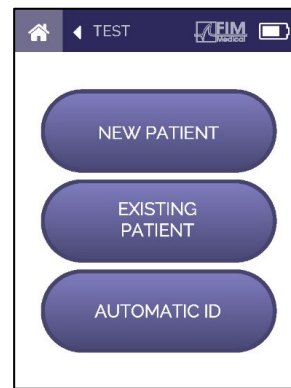 TEST
FIM
Medical
NEW PATIENT
EXISTING
PATIENT
AUTOMATIC ID